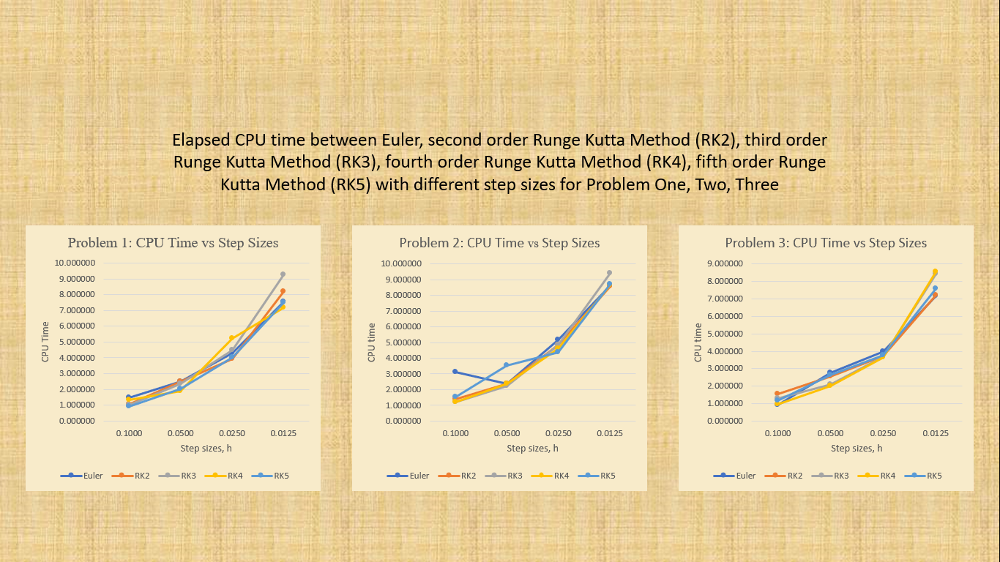 Elapsed CPU time between Euler, second order Runge Kutta Method (RK2), third order
Runge Kutta Method (RK3), fourth order Runge Kutta Method (RK4), fifth order Runge
Kutta Method (RK5) with different step sizes for Problem One, Two, Three
Problem 1: CPU Time vs Step Sizes
10.000000
9.000000
8.000000
7.000000
6.000000
5.000000
4.000000
3.000000
2.000000
1.000000
0.000000
CPU Time
0.1000 0.0500 0.0250 0.0125
Step sizes, h
Euler RK2 RK3 RK4 RK5
Problem 2: CPU Time vs Step Sizes
10.000000
9.000000
8.000000
7.000000
6.000000
5.000000
4.000000
3.000000
2.000000
1.000000
0.000000
CPU time
0.1000 0.0500 0.0250 0.0125
Step sizes, h
Euler RK2 RK3 RK4 RK5
Problem 3: CPU Time vs Step Sizes
9.000000
8.000000
7.000000
6.000000
5.000000
4.000000
3.000000
2.000000
1.000000
0.000000
CPU time
0.1000 0.0500 0.0250 0.0125
Step sizes, h
Euler RK2 RK3 RK4 RK5